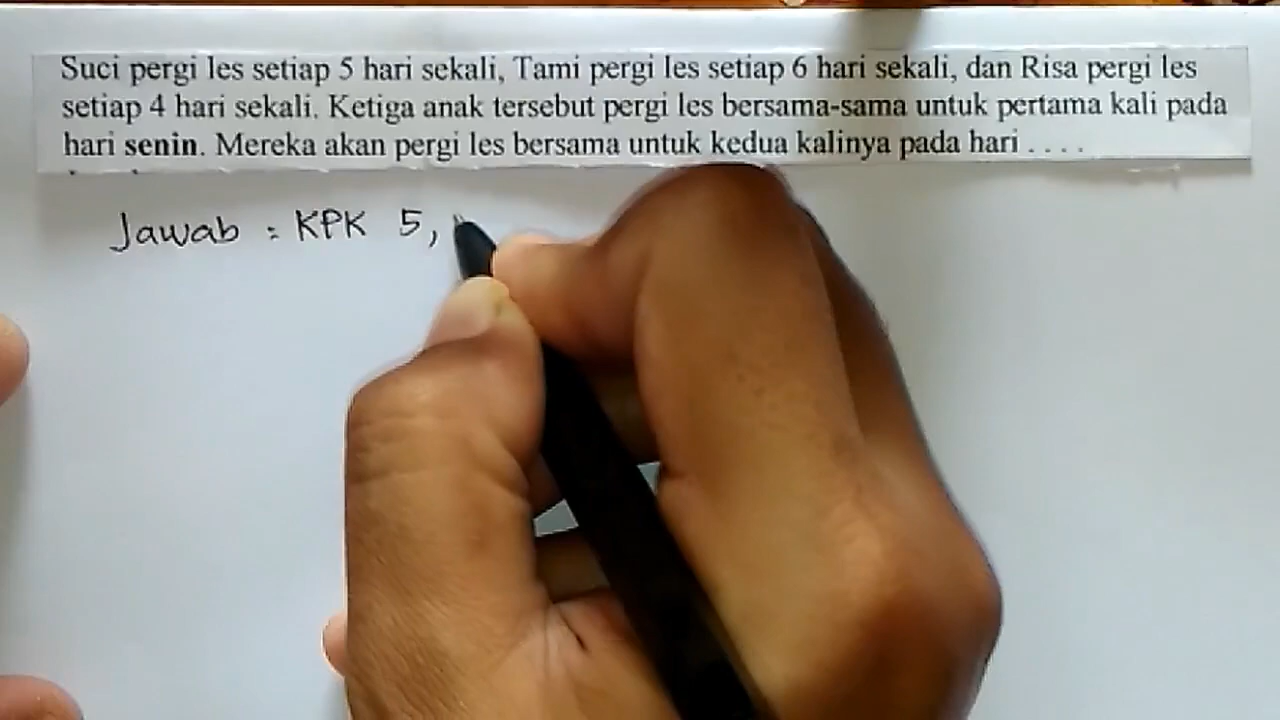 Suci pergi les setiap 5 hari sekali, Tami pergi les setiap 6 hari sekali, dan Risa pergi les
setiap 4 hari sekali. Ketiga anak tersebut pergi les bersama-sama untuk pertama kali pada
hari senin. Mereka akan pergi les bersama untuk kedua kalinya pada hari . . . .
Jawab : KPK 5,